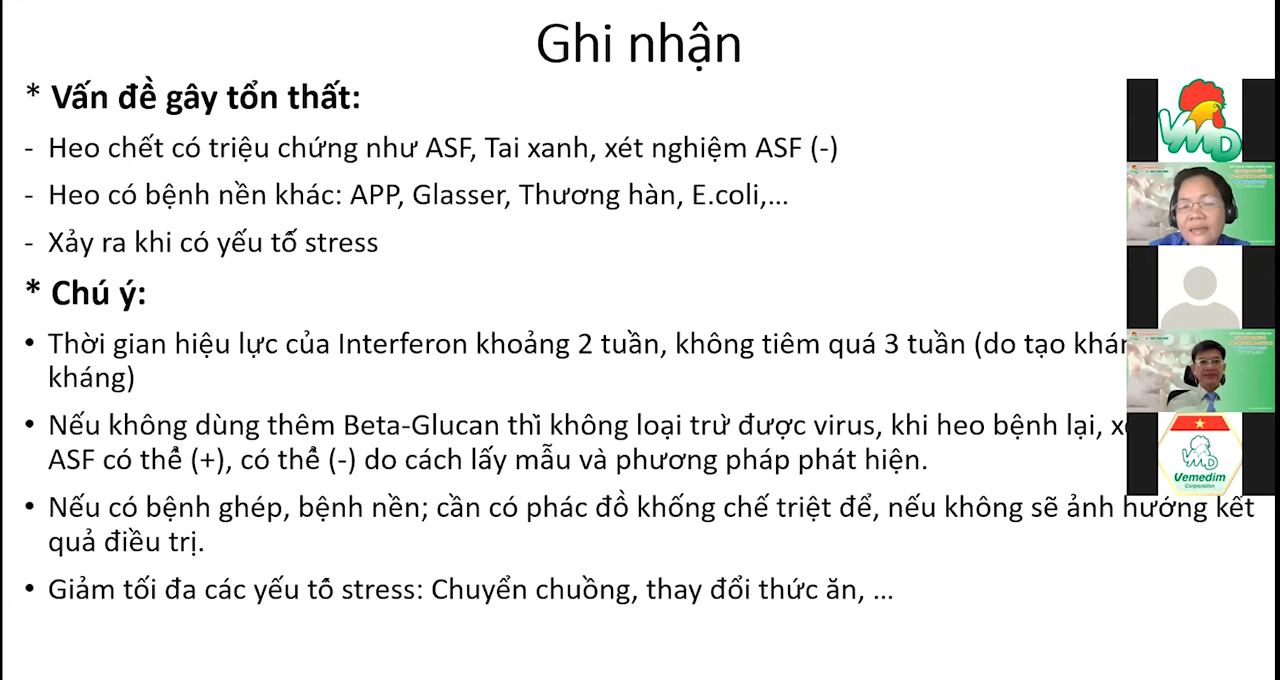 Ghi nhận
* Vấn đề gây tổn thất:
- Heo chết có triệu chứng như ASF, Tai xanh, xét nghiệm ASF (-)
- Heo có bệnh nền khác: APP, Glasser, Thương hàn, E.coli,...
- Xảy ra khi có yếu tố stress
* Chú ý:
• Thời gian hiệu lực của Interferon khoảng 2 tuần, không tiêm quá 3 tuần (do tạo
kháng)
• Nếu không dùng thêm Beta-Glucan thì không loại trừ được virus, khi heo bệnh lại,
ASF có thể (+), có thể (-) do cách lấy mẫu và phương pháp phát hiện.
• Nếu có bệnh ghép, bệnh nền; cần có phác đồ khống chế triệt để, nếu không sẽ ảnh hưởng kết
quả điều trị.
• Giảm tối đa các yếu tố stress: Chuyển chuồng, thay đổi thức ăn, ...
VMD
VMD
Vemedim
Corporation